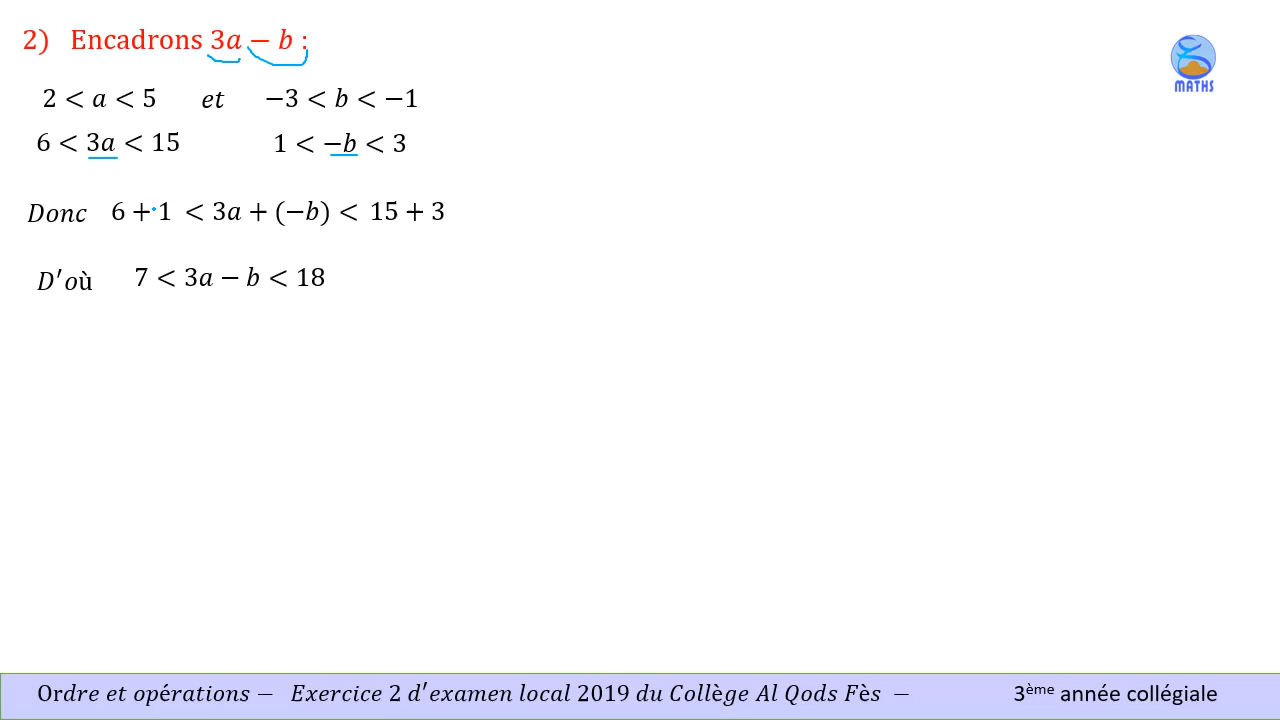 2) Encadrons 3a − b :
MATHS
2 < a < 5 et −3 < b < −1
6 < 3a < 15 1 < −b < 3
Donc 6 + 1 < 3a + (−b) < 15 + 3
D′où 7 < 3a − b < 18
Ordre et opérations − Exercice 2 d′examen local 2019 du Collège Al Qods Fès − 3ème année collégiale